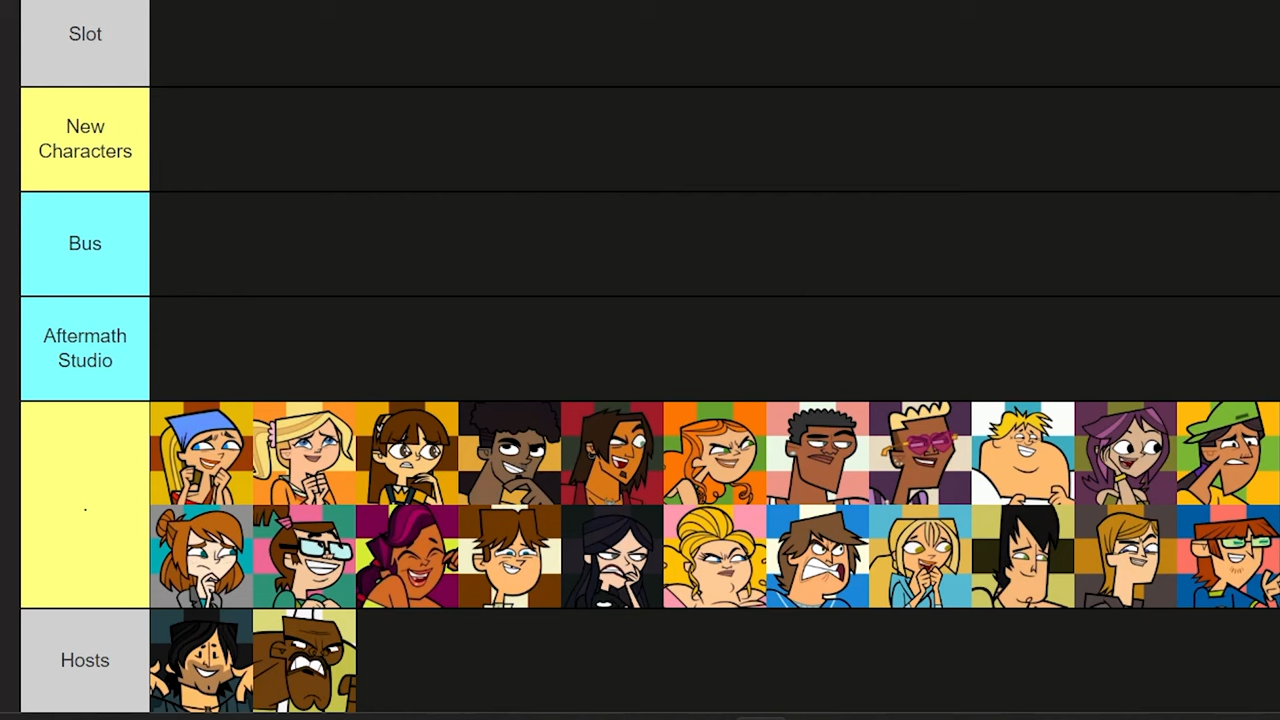 Slot
New
Characters
Bus
Aftermath
Studio
.
Hosts